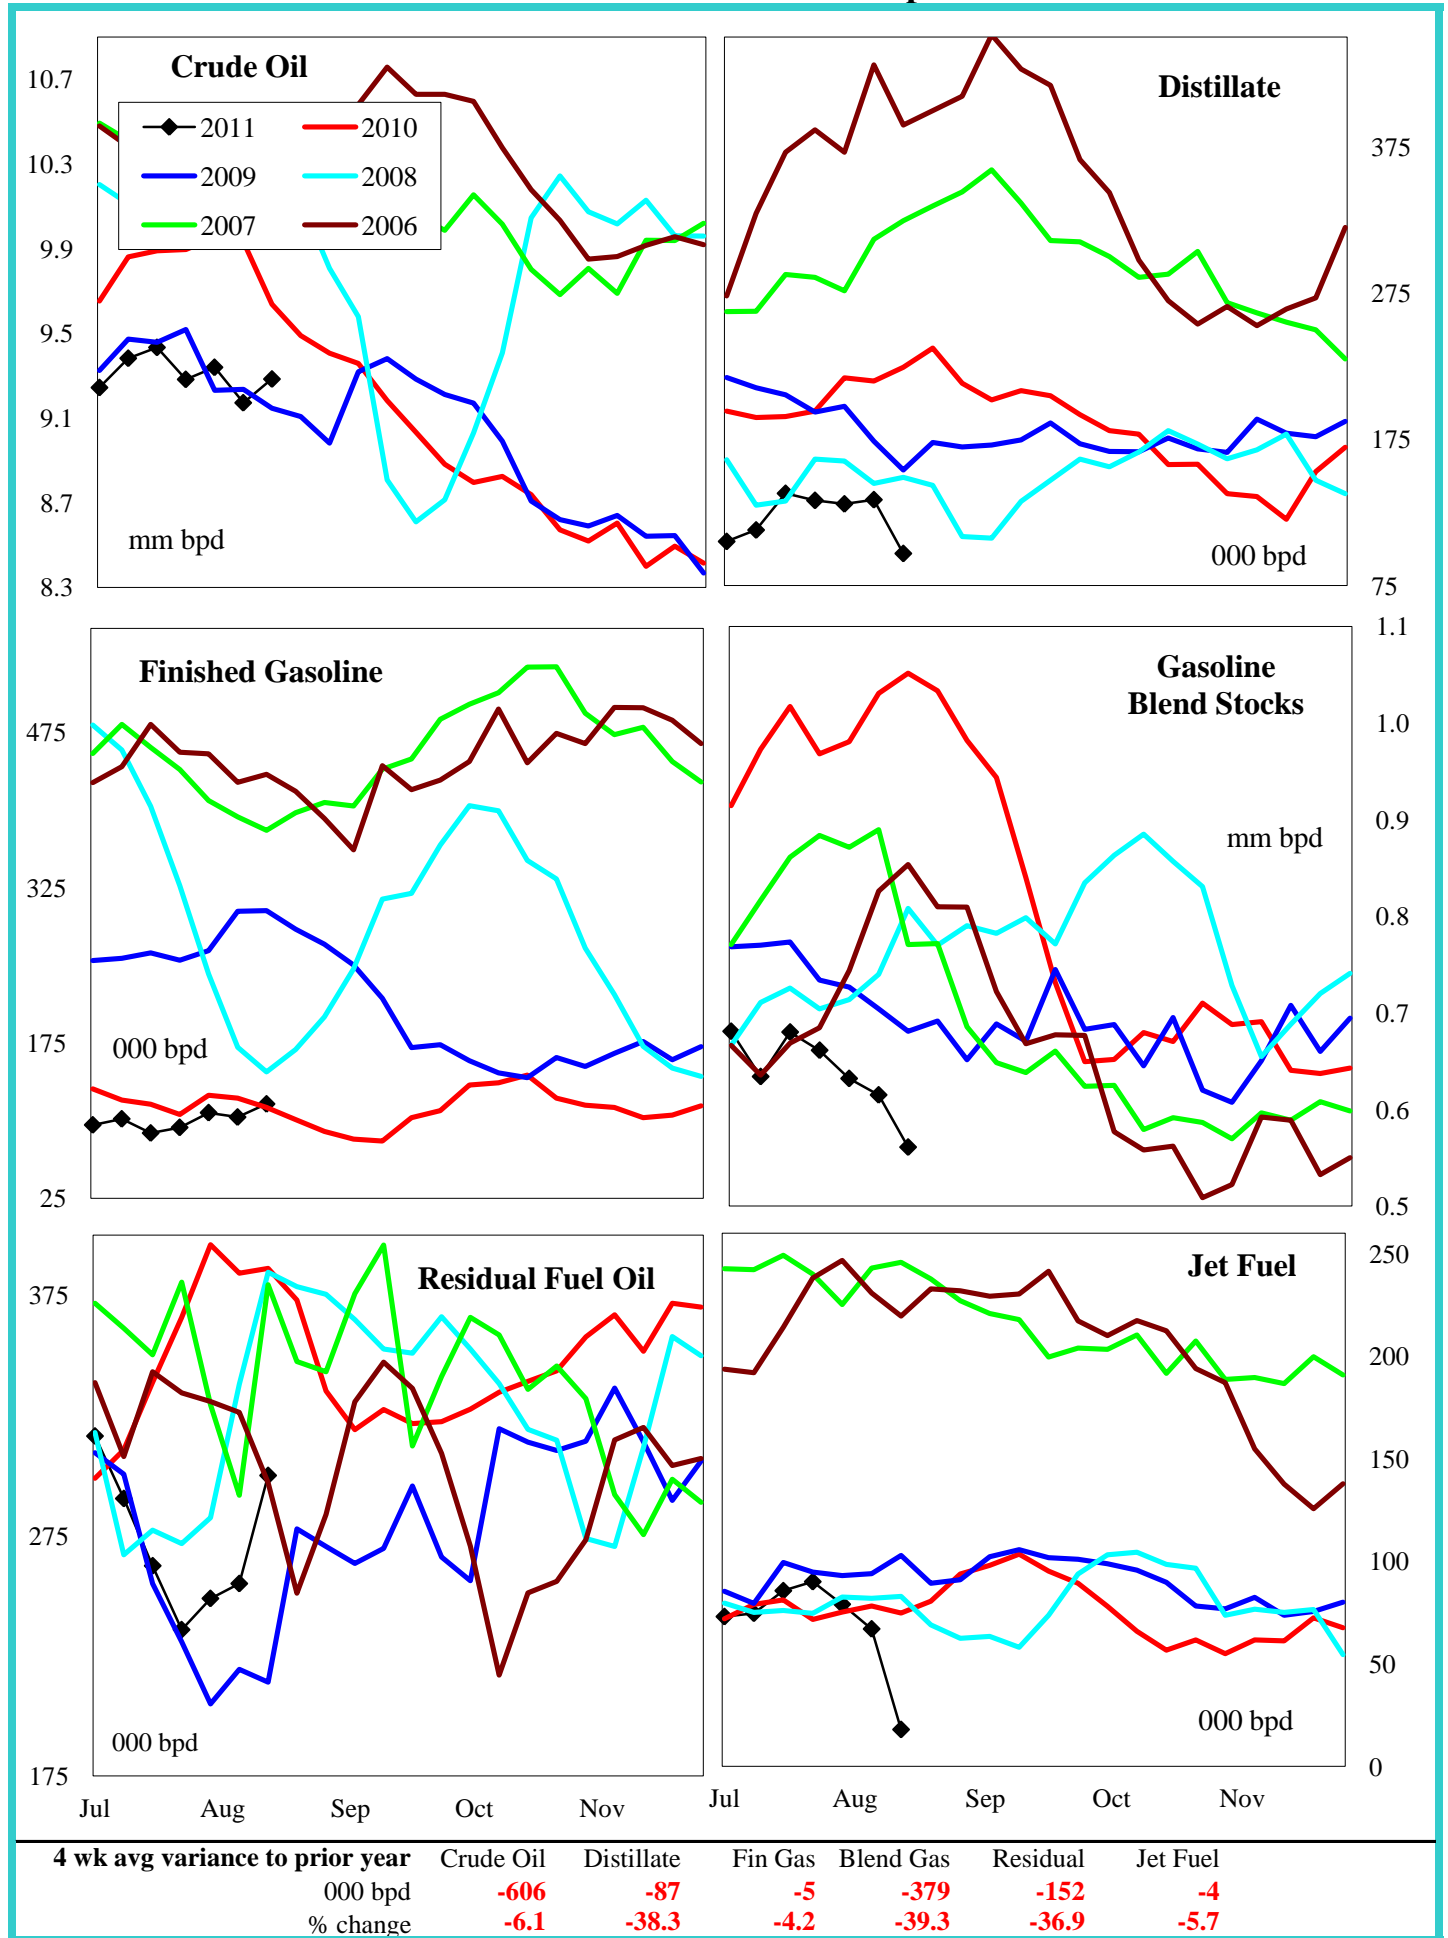 Crude Oil
10.7
10.3
9.9
9.5
9.1
8.7
8.3
2011
2010
2009
2008
2007
2006
mm bpd
Distillate
375
275
175
75
000 bpd
Finished Gasoline
475
325
175
25
000 bpd
Gasoline
Blend Stocks
1.1
1.0
0.9
0.8
0.7
0.6
0.5
mm bpd
Residual Fuel Oil
375
275
175
000 bpd
Jul Aug Sep Oct Nov
Jet Fuel
250
200
150
100
50
0
000 bpd
Jul Aug Sep Oct Nov
4 wk avg variance to prior year Crude Oil Distillate Fin Gas Blend Gas Residual Jet Fuel
000 bpd -606 -87 -5 -379 -152 -4
% change -6.1 -38.3 -4.2 -39.3 -36.9 -5.7